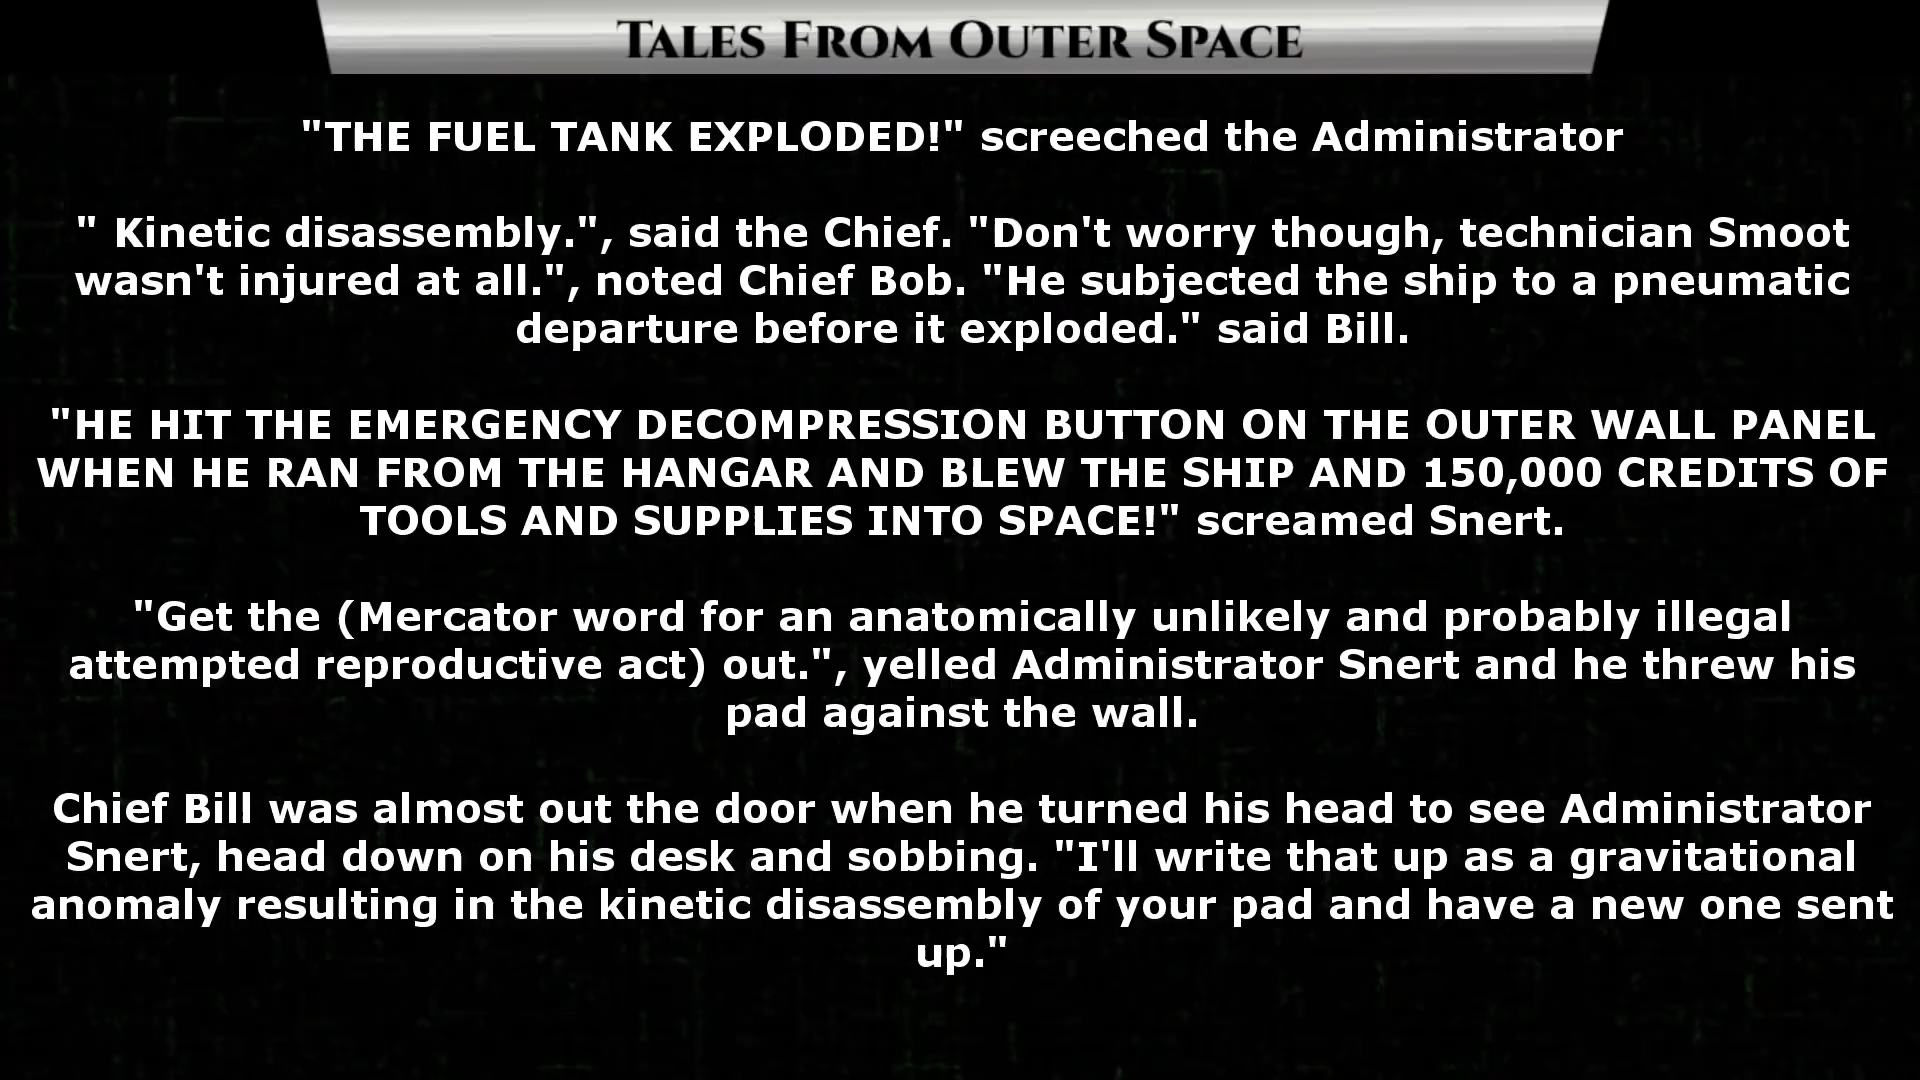 Tales From Outer Space
"THE FUEL TANK EXPLODED!" screeched the Administrator
" Kinetic disassembly.", said the Chief. "Don't worry though, technician Smoot
wasn't injured at all.", noted Chief Bob. "He subjected the ship to a pneumatic
departure before it exploded." said Bill.
"HE HIT THE EMERGENCY DECOMPRESSION BUTTON ON THE OUTER WALL PANEL
WHEN HE RAN FROM THE HANGAR AND BLEW THE SHIP AND 150,000 CREDITS OF
TOOLS AND SUPPLIES INTO SPACE!" screamed Snert.
"Get the (Mercator word for an anatomically unlikely and probably illegal
attempted reproductive act) out.", yelled Administrator Snert and he threw his
pad against the wall.
Chief Bill was almost out the door when he turned his head to see Administrator
Snert, head down on his desk and sobbing. "I'll write that up as a gravitational
anomaly resulting in the kinetic disassembly of your pad and have a new one sent
up."